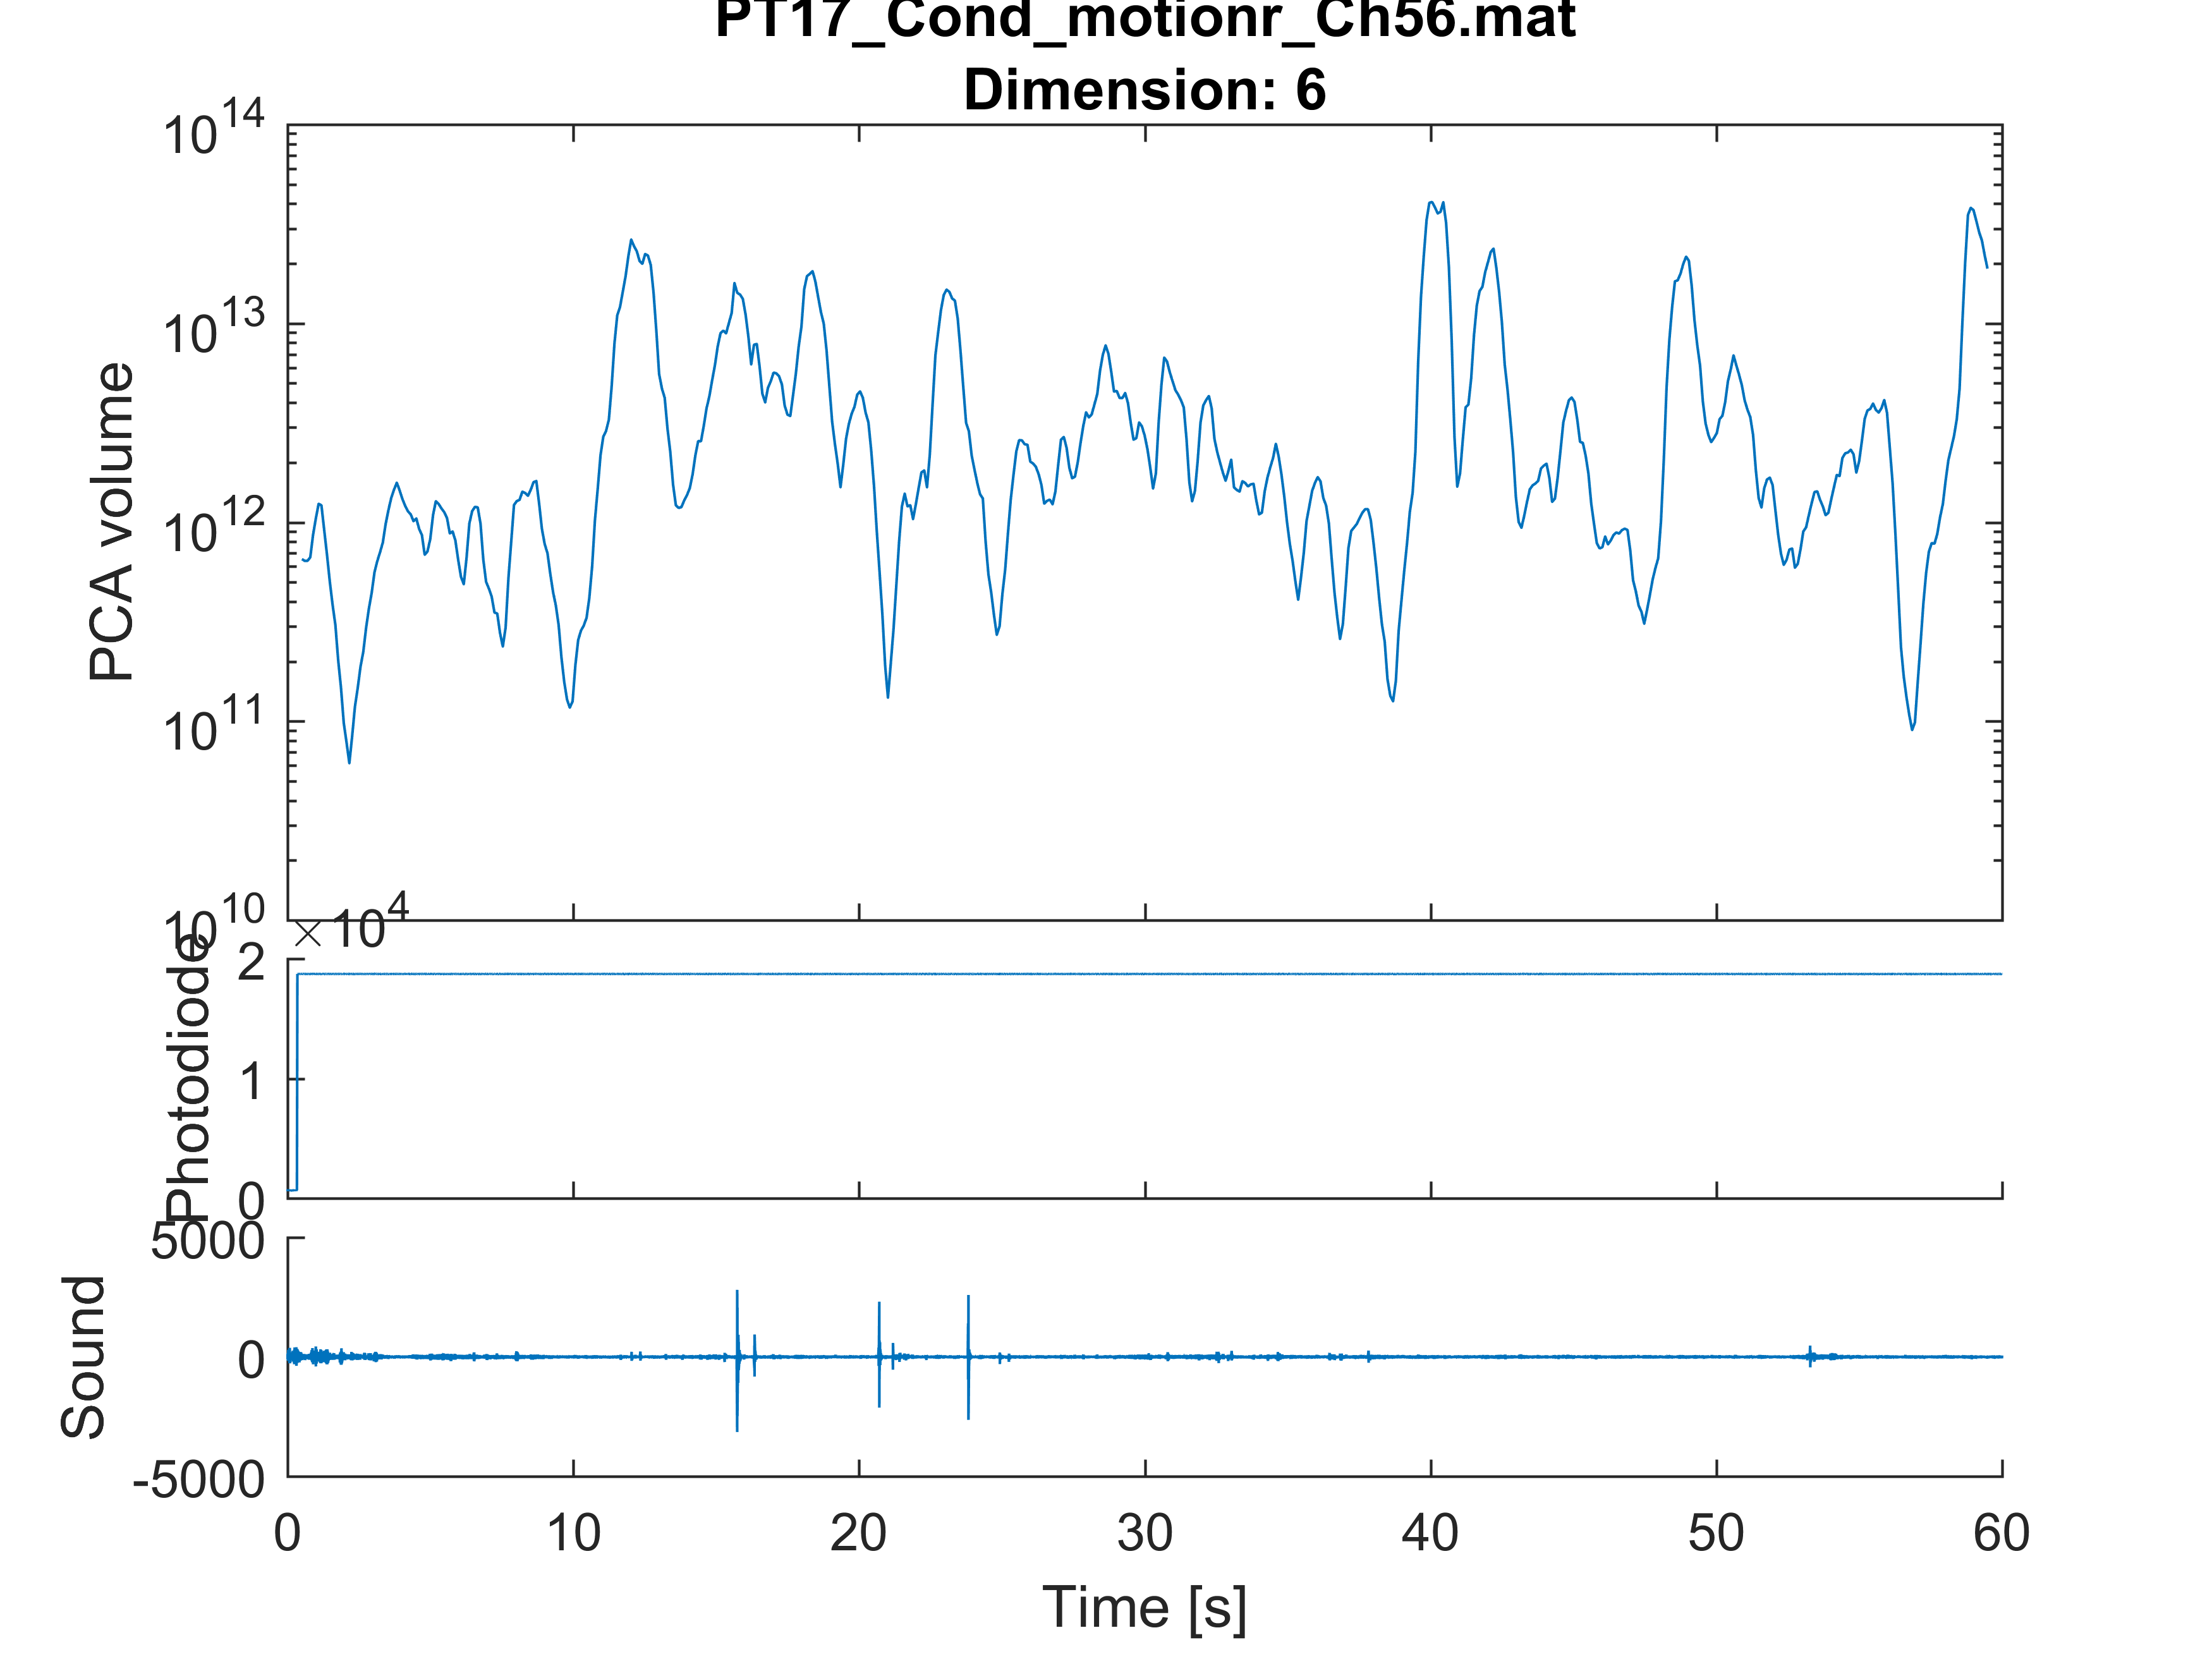 PT17_Cond_motionr_Ch56.mat
Dimension: 6
10^14
10^13
10^12
10^11
10^10
PCA volume
× 10^4
2
1
0
Photodiode
5000
0
-5000
Sound
0 10 20 30 40 50 60
Time [s]